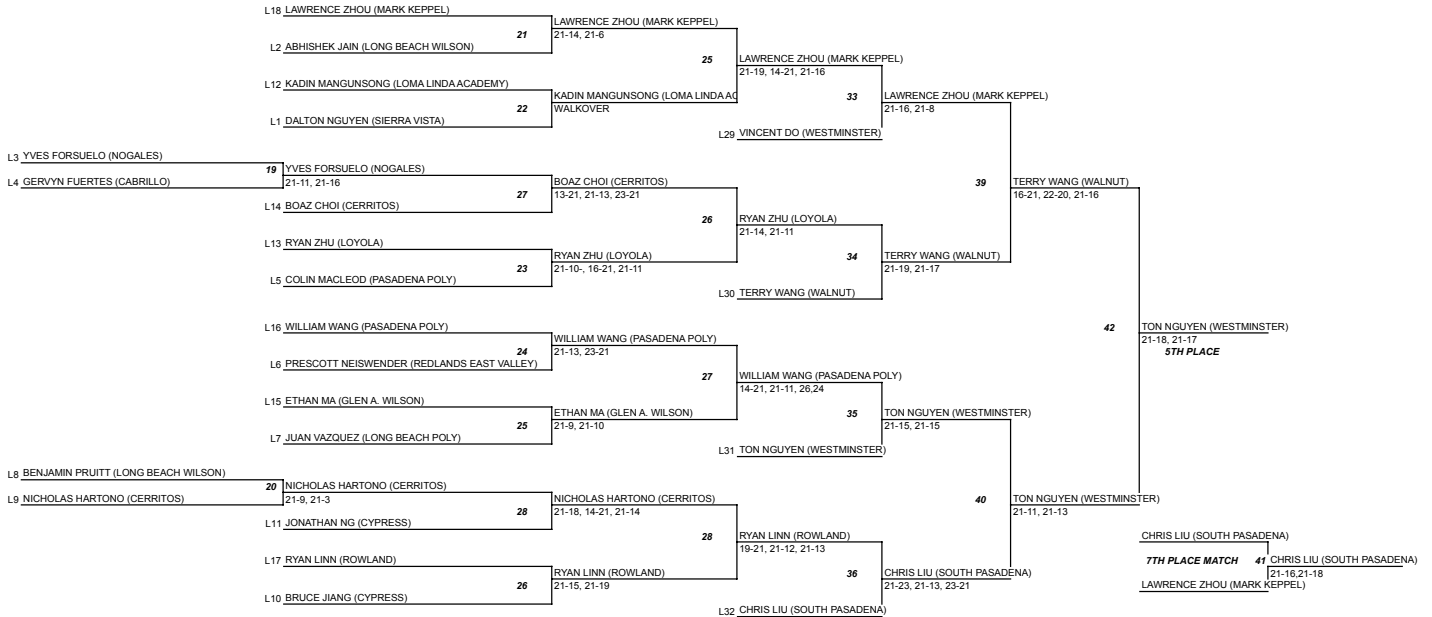 L18 LAWRENCE ZHOU (MARK KEPPEL)
21
LAWRENCE ZHOU (MARK KEPPEL)
21-14, 21-6
L2 ABHISHEK JAIN (LONG BEACH WILSON)
25
LAWRENCE ZHOU (MARK KEPPEL)
21-19, 14-21, 21-16
L12 KADIN MANGUNSONG (LOMA LINDA ACADEMY)
22
KADIN MANGUNSONG (LOMA LINDA AC
WALKOVER
L1 DALTON NGUYEN (SIERRA VISTA)
33
LAWRENCE ZHOU (MARK KEPPEL)
21-16, 21-8
L29 VINCENT DO (WESTMINSTER)
L3 YVES FORSUELO (NOGALES)
19
YVES FORSUELO (NOGALES)
21-11, 21-16
L4 GERVYN FUERTES (CABRILLO)
27
BOAZ CHOI (CERRITOS)
13-21, 21-13, 23-21
L14 BOAZ CHOI (CERRITOS)
39
TERRY WANG (WALNUT)
16-21, 22-20, 21-16
26
RYAN ZHU (LOYOLA)
21-14, 21-11
L13 RYAN ZHU (LOYOLA)
23
RYAN ZHU (LOYOLA)
21-10-, 16-21, 21-11
L5 COLIN MACLEOD (PASADENA POLY)
34
TERRY WANG (WALNUT)
21-19, 21-17
L30 TERRY WANG (WALNUT)
42
TON NGUYEN (WESTMINSTER)
21-18, 21-17
5TH PLACE
L16 WILLIAM WANG (PASADENA POLY)
24
WILLIAM WANG (PASADENA POLY)
21-13, 23-21
L6 PRESCOTT NEISWENDER (REDLANDS EAST VALLEY)
27
WILLIAM WANG (PASADENA POLY)
14-21, 21-11, 26,24
L15 ETHAN MA (GLEN A. WILSON)
25
ETHAN MA (GLEN A. WILSON)
21-9, 21-10
L7 JUAN VAZQUEZ (LONG BEACH POLY)
35
TON NGUYEN (WESTMINSTER)
21-15, 21-15
L31 TON NGUYEN (WESTMINSTER)
L8 BENJAMIN PRUITT (LONG BEACH WILSON)
20
NICHOLAS HARTONO (CERRITOS)
21-9, 21-3
L9 NICHOLAS HARTONO (CERRITOS)
28
NICHOLAS HARTONO (CERRITOS)
21-18, 14-21, 21-14
L11 JONATHAN NG (CYPRESS)
40
TON NGUYEN (WESTMINSTER)
21-11, 21-13
28
RYAN LINN (ROWLAND)
19-21, 21-12, 21-13
L17 RYAN LINN (ROWLAND)
26
RYAN LINN (ROWLAND)
21-15, 21-19
L10 BRUCE JIANG (CYPRESS)
36
CHRIS LIU (SOUTH PASADENA)
21-23, 21-13, 23-21
L32 CHRIS LIU (SOUTH PASADENA)
CHRIS LIU (SOUTH PASADENA)
7TH PLACE MATCH 41 CHRIS LIU (SOUTH PASADENA)
21-16,21-18
LAWRENCE ZHOU (MARK KEPPEL)